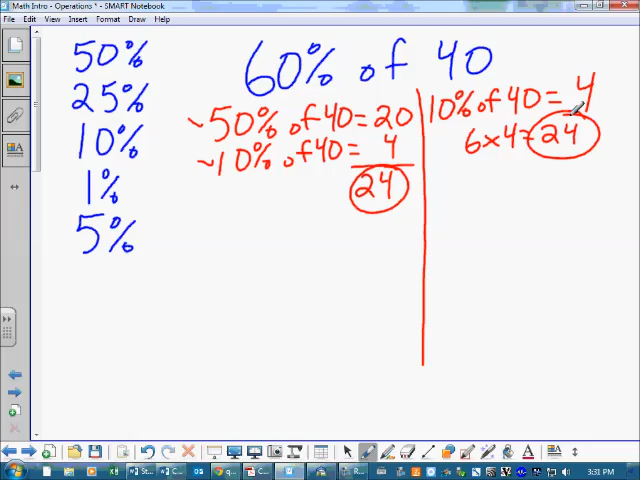 Math Intro - Operations * - SMART Notebook
File Edit View Insert Format Draw Help
50%
25%
10%
1%
5%
60% of 40
~50% of 40 = 20
~10% of 40 = 4
24
10% of 40 = 4
6 x 4 = 24
St...
C...
q...
C...
R...
3:31 PM